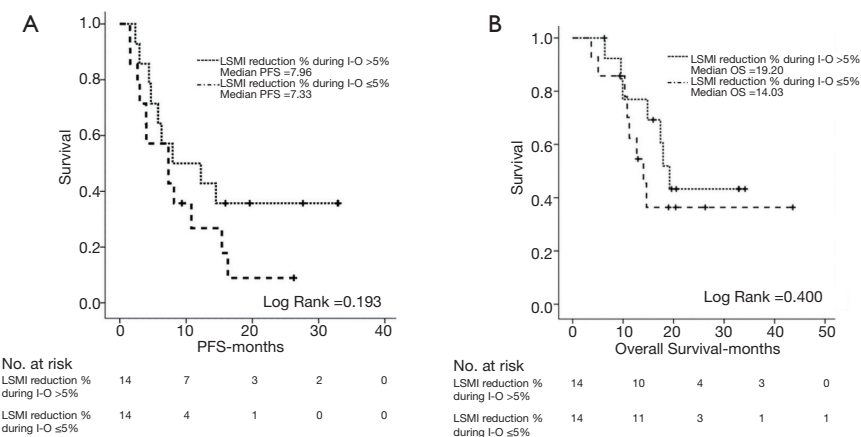 A
1.0
0.8
0.6
0.4
0.2
0.0
Survival
LSMI reduction % during I-O >5%
Median PFS =7.96
LSMI reduction % during I-O ≤5%
Median PFS =7.33
Log Rank =0.193
0 10 20 30 40
PFS-months
No. at risk
LSMI reduction %
during I-O >5%
14 7 3 2 0
LSMI reduction %
during I-O ≤5%
14 4 1 0 0
B
1.0
0.8
0.6
0.4
0.2
0.0
Survival
LSMI reduction % during I-O >5%
Median OS =19.20
LSMI reduction % during I-O ≤5%
Median OS =14.03
Log Rank =0.400
0 10 20 30 40 50
Overall Survival-months
No. at risk
LSMI reduction %
during I-O >5%
14 10 4 3 0
LSMI reduction %
during I-O ≤5%
14 11 3 1 1